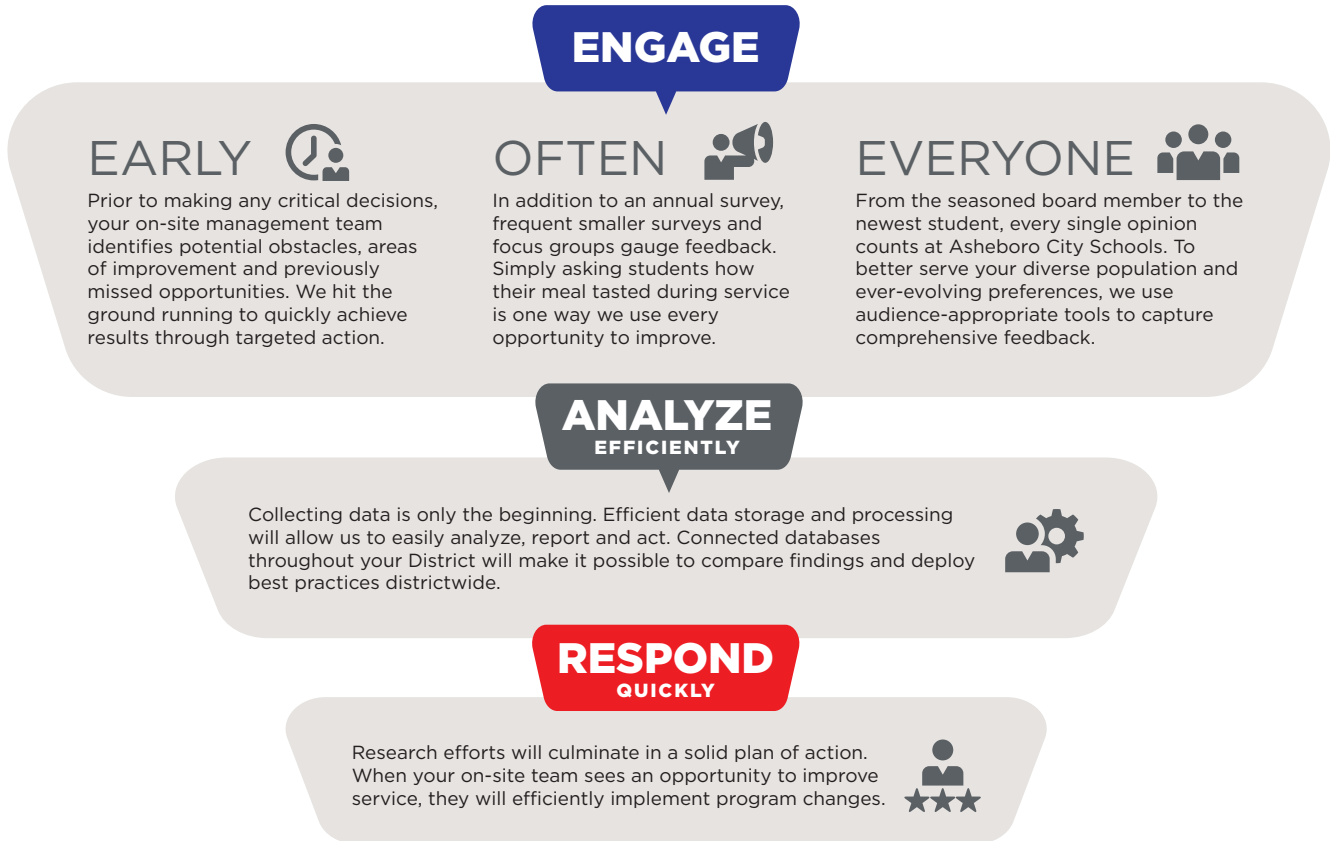 ENGAGE
EARLY
Prior to making any critical decisions,
your on-site management team
identifies potential obstacles, areas
of improvement and previously
missed opportunities. We hit the
ground running to quickly achieve
results through targeted action.
OFTEN
In addition to an annual survey,
frequent smaller surveys and
focus groups gauge feedback.
Simply asking students how
their meal tasted during service
is one way we use every
opportunity to improve.
EVERYONE
From the seasoned board member to the
newest student, every single opinion
counts at Asheboro City Schools. To
better serve your diverse population and
ever-evolving preferences, we use
audience-appropriate tools to capture
comprehensive feedback.
ANALYZE
EFFICIENTLY
Collecting data is only the beginning. Efficient data storage and processing
will allow us to easily analyze, report and act. Connected databases
throughout your District will make it possible to compare findings and deploy
best practices districtwide.
RESPOND
QUICKLY
Research efforts will culminate in a solid plan of action.
When your on-site team sees an opportunity to improve
service, they will efficiently implement program changes.